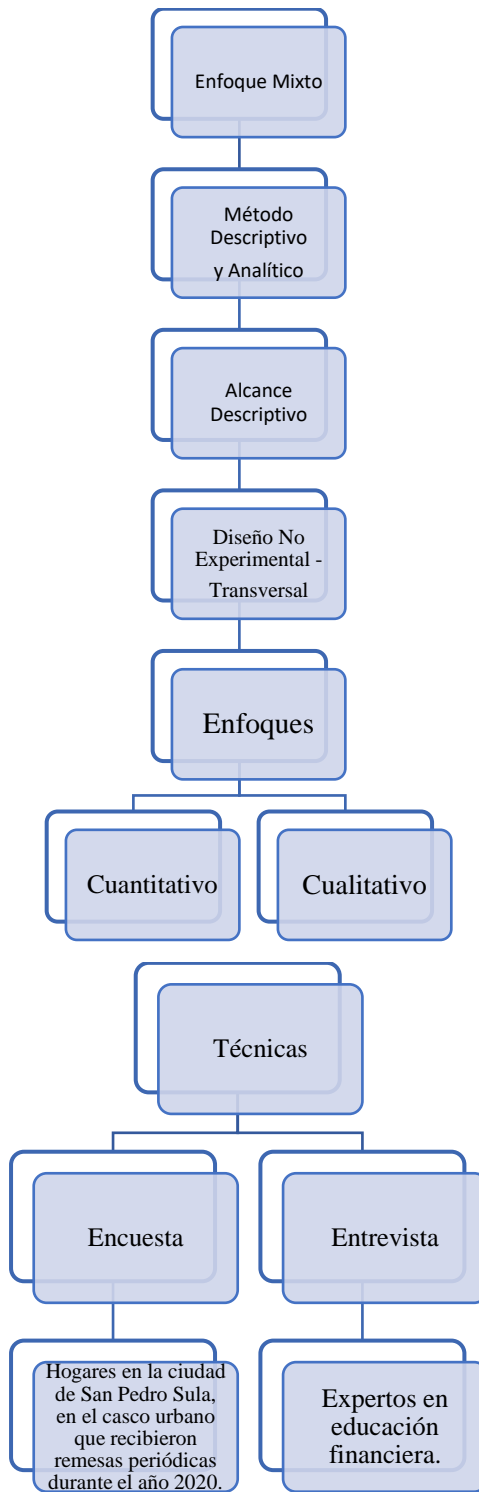 Enfoque Mixto
Método
Descriptivo
y Analítico
Alcance
Descriptivo
Diseño No
Experimental -
Transversal
Enfoques
Cuantitativo
Cualitativo
Técnicas
Encuesta
Entrevista
Hogares en la ciudad
de San Pedro Sula,
en el casco urbano
que recibieron
remesas periódicas
durante el año 2020.
Expertos en
educación
financiera.